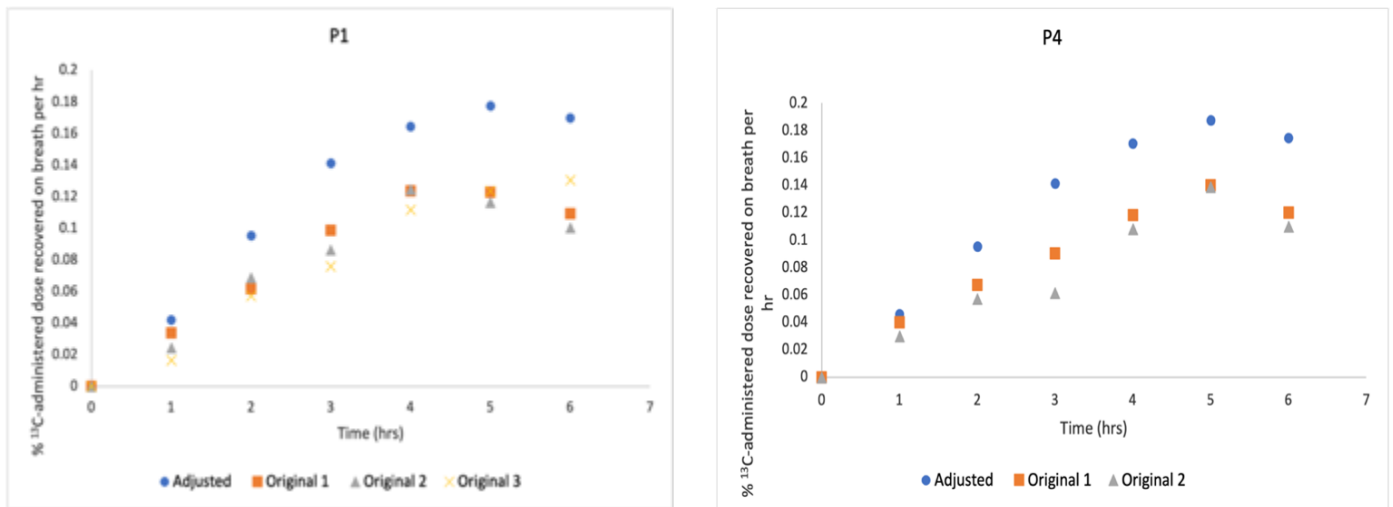 P1
% ¹³C-administered dose recovered on breath per hr
0.2
0.18
0.16
0.14
0.12
0.1
0.08
0.06
0.04
0.02
0
0 1 2 3 4 5 6 7
Time (hrs)
Adjusted Original 1 Original 2 Original 3
P4
% ¹³C-administered dose recovered on breath per
hr
0.2
0.18
0.16
0.14
0.12
0.1
0.08
0.06
0.04
0.02
0
0 1 2 3 4 5 6 7
Time (hrs)
Adjusted Original 1 Original 2